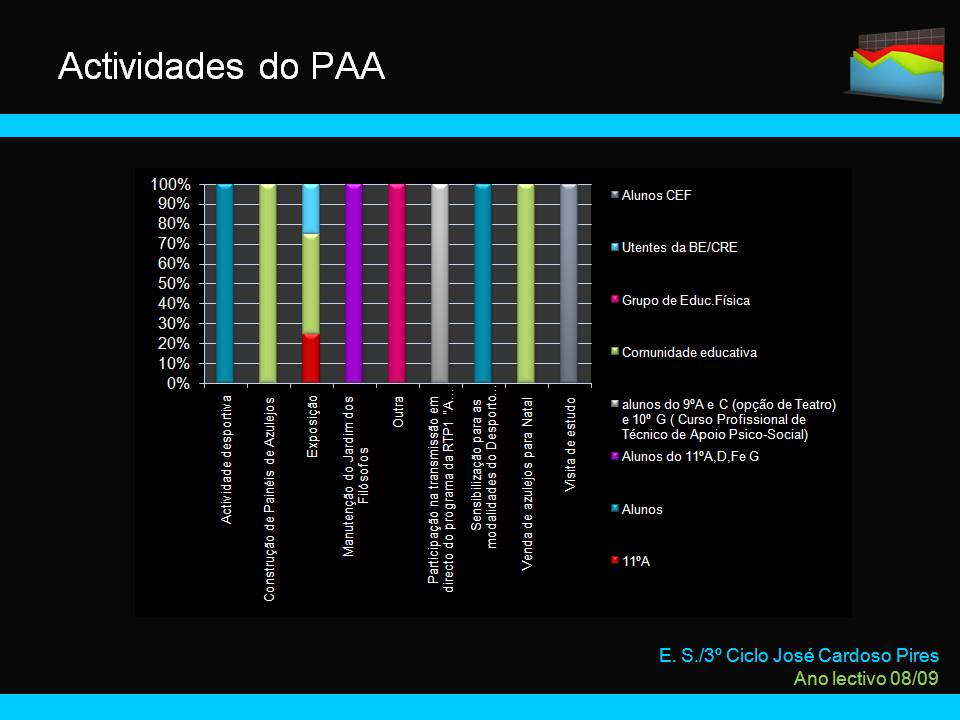 Actividades do PAA
100%
90%
80%
70%
60%
50%
40%
30%
20%
10%
0%
Actividade desportiva
Construção de Painéis de Azulejos
Exposição
Manutenção do Jardim dos
Filósofos
Outra
Participação na transmissão em
directo do programa da RTP1 "A...
Sensibilização para as
modalidades do Desporto...
Venda de azulejos para Natal
Visita de estudo
Alunos CEF
Utentes da BE/CRE
Grupo de Educ.Física
Comunidade educativa
alunos do 9ºA e C (opção de Teatro)
e 10º G ( Curso Profissional de
Técnico de Apoio Psico-Social)
Alunos do 11ºA,D,Fe G
Alunos
11ºA
E. S./3º Ciclo José Cardoso Pires
Ano lectivo 08/09